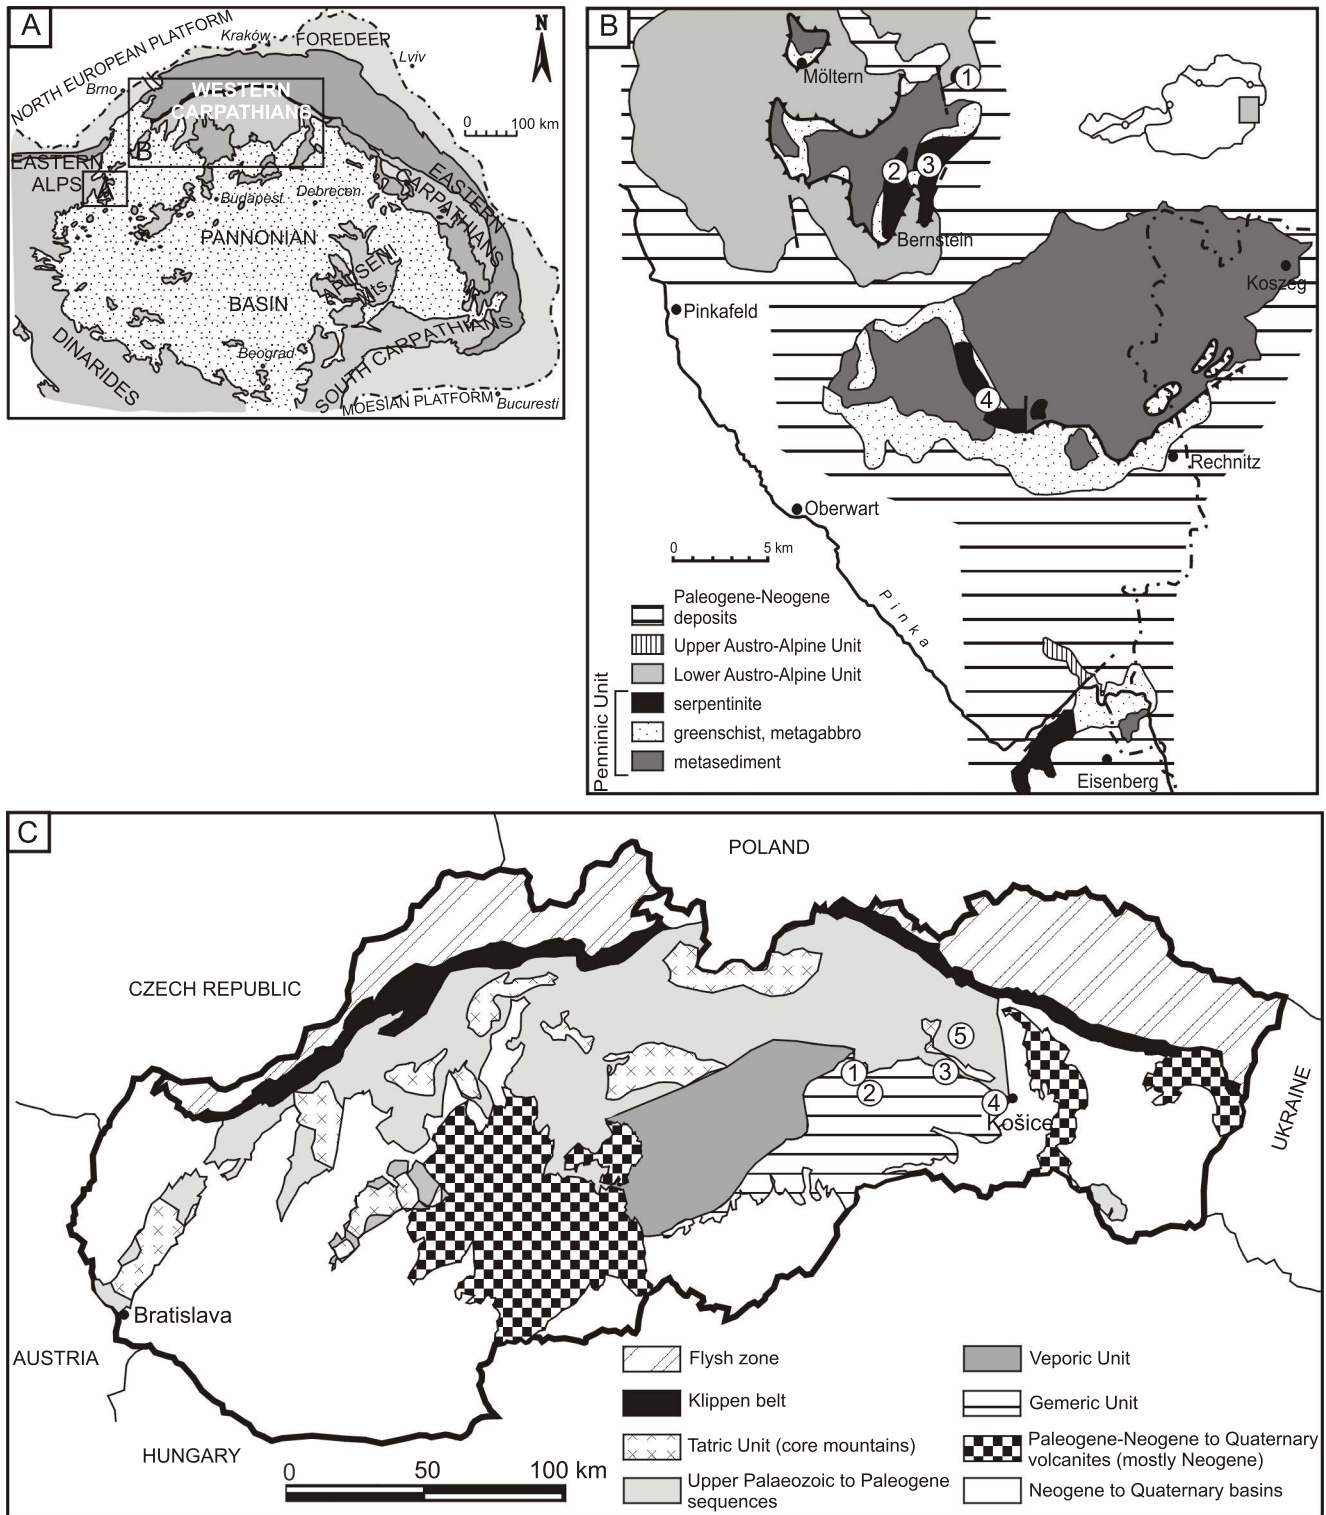 A
NORTH EUROPEAN PLATFORM
Kraków
FOREDEEP
Lviv
N
Brno
WESTERN
CARPATHIANS
0 100 km
B
EASTERN
ALPS
A
Budapest
Debrecen
EASTERN
CARPATHIANS
PANNONIAN
BASIN
APUSENI
Mts.
DINARIDES
Beograd
SOUTH CARPATHIANS
MOESIAN PLATFORM
Bucuresti
B
Möltern
1
2
3
Bernstein
Koszeg
Pinkafeld
4
Rechnitz
Oberwart
0 5 km
Pinka
Paleogene-Neogene
deposits
Upper Austro-Alpine Unit
Lower Austro-Alpine Unit
Penninic Unit
serpentinite
greenschist, metagabbro
metasediment
Eisenberg
C
POLAND
CZECH REPUBLIC
5
1
3
2
4
Košice
UKRAINE
Bratislava
AUSTRIA
HUNGARY
0 50 100 km
Flysh zone
Klippen belt
Tatric Unit (core mountains)
Upper Palaeozoic to Paleogene
sequences
Veporic Unit
Gemeric Unit
Paleogene-Neogene to Quaternary
volcanites (mostly Neogene)
Neogene to Quaternary basins